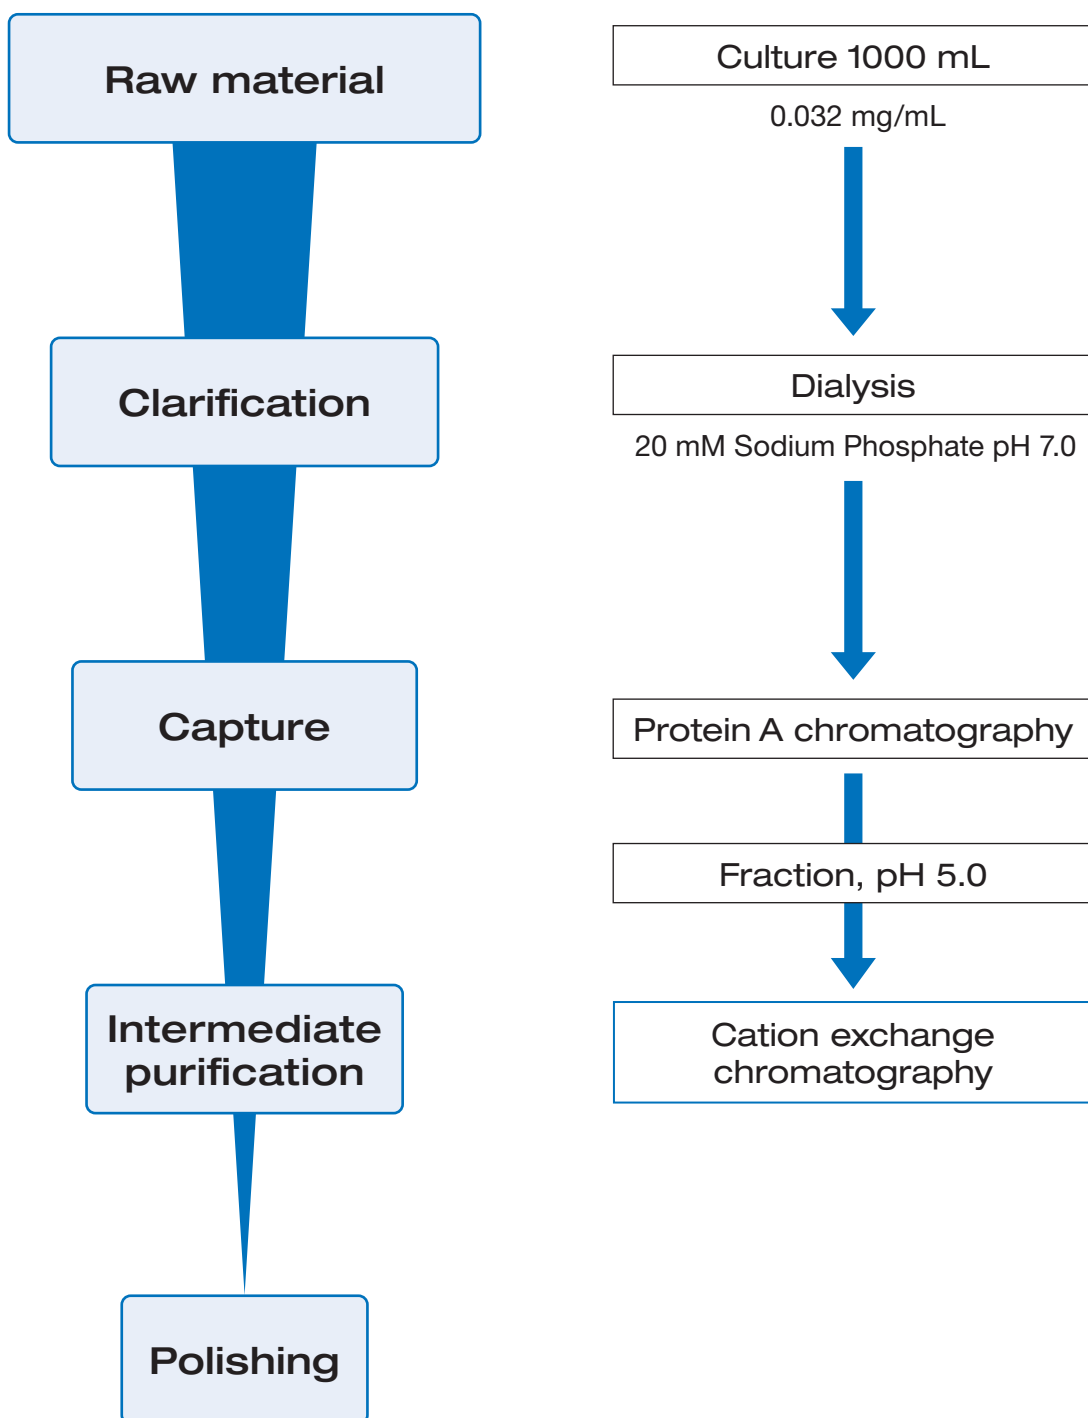 Raw material
Culture 1000 mL
0.032 mg/mL
Clarification
Dialysis
20 mM Sodium Phosphate pH 7.0
Capture
Protein A chromatography
Fraction, pH 5.0
Intermediate
purification
Cation exchange
chromatography
Polishing